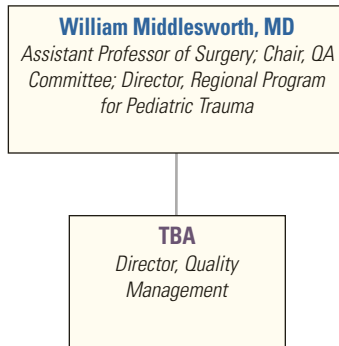 William Middlesworth, MD
Assistant Professor of Surgery; Chair, QA
Committee; Director, Regional Program
for Pediatric Trauma
TBA
Director, Quality
Management